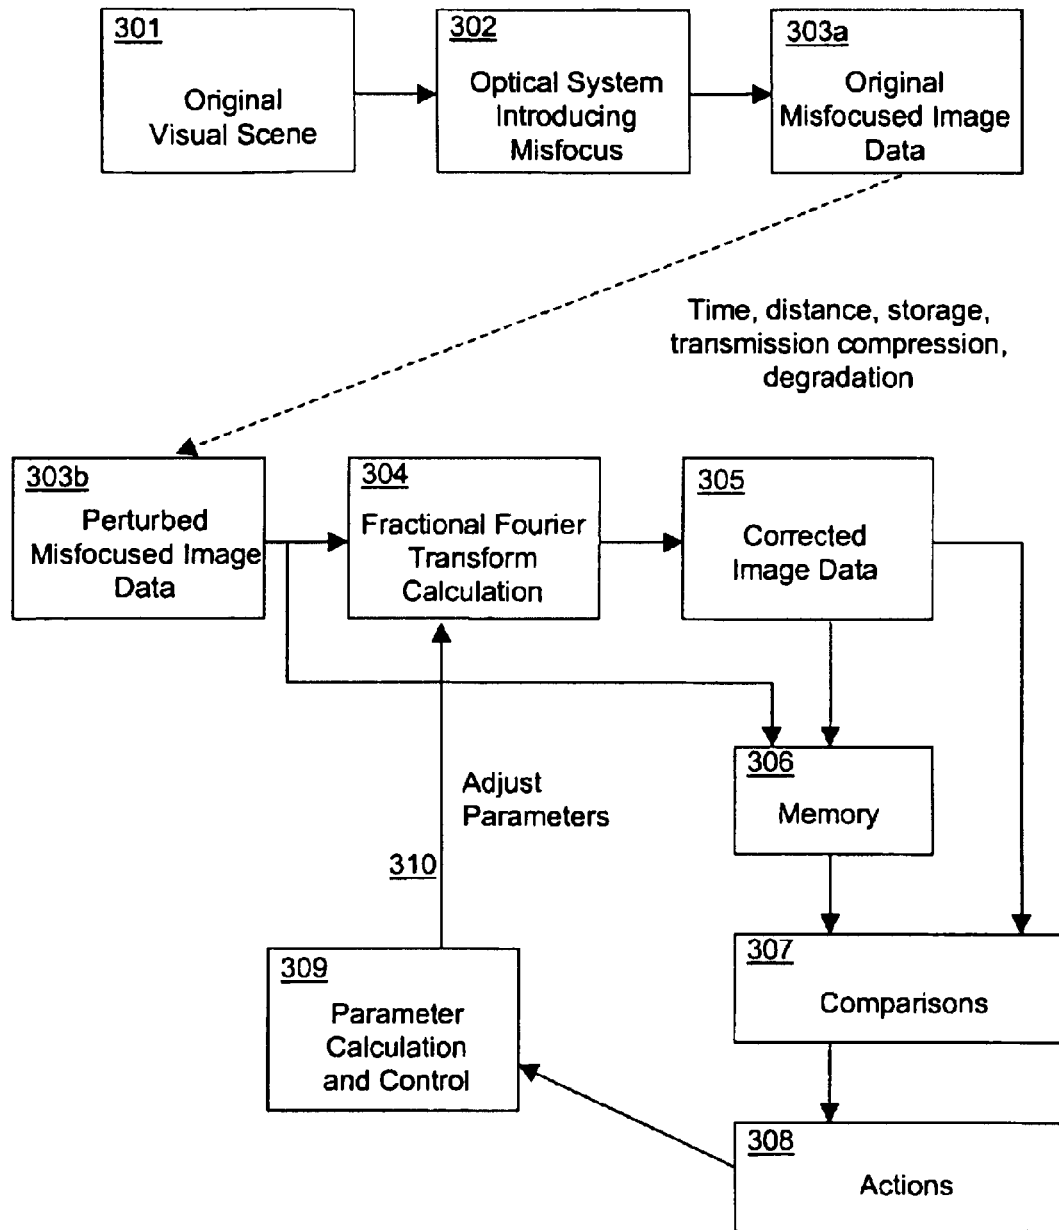 301
Original
Visual Scene
302
Optical System
Introducing
Misfocus
303a
Original
Misfocused Image
Data
Time, distance, storage,
transmission compression,
degradation
303b
Perturbed
Misfocused Image
Data
304
Fractional Fourier
Transform
Calculation
305
Corrected
Image Data
306
Memory
Adjust
Parameters
310
307
Comparisons
309
Parameter
Calculation
and Control
308
Actions